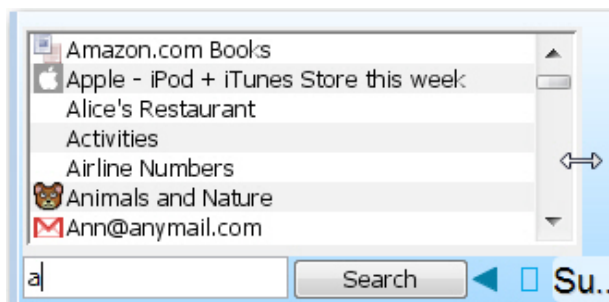 Amazon.com Books
Apple - iPod + iTunes Store this week
Alice's Restaurant
Activities
Airline Numbers
Animals and Nature
Ann@anymail.com
a Search Su..